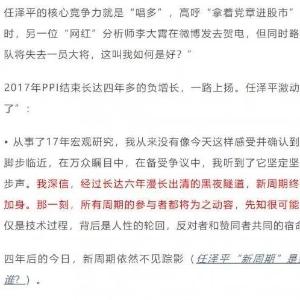 任泽平的核心竞争力就是“唱多”，高呼“拿着党章进股市”
时，另一位“网红”分析师李大霄在微博发去贺电，但同时略
队将失去一员大将，这叫我如何是好？”
2017年PPI结束长达四年多的负增长，一路上扬。任泽平激动
了”：
• 从事了17年宏观研究，我从来没有像今天这样感受并确认到
脚步临近，在万众瞩目中，在备受争议中，我听到了它坚定坚
步声。我深信，经过长达六年漫长出清的黑夜隧道，新周期终
加身。那一刻，所有周期的参与者都将为之动容，先知很可能
仅是技术过程，背后是人性的轮回，反对者和赞同者共同的宿命
四年后的今日，新周期依然不见踪影（任泽平“新周期”是
谁？）。